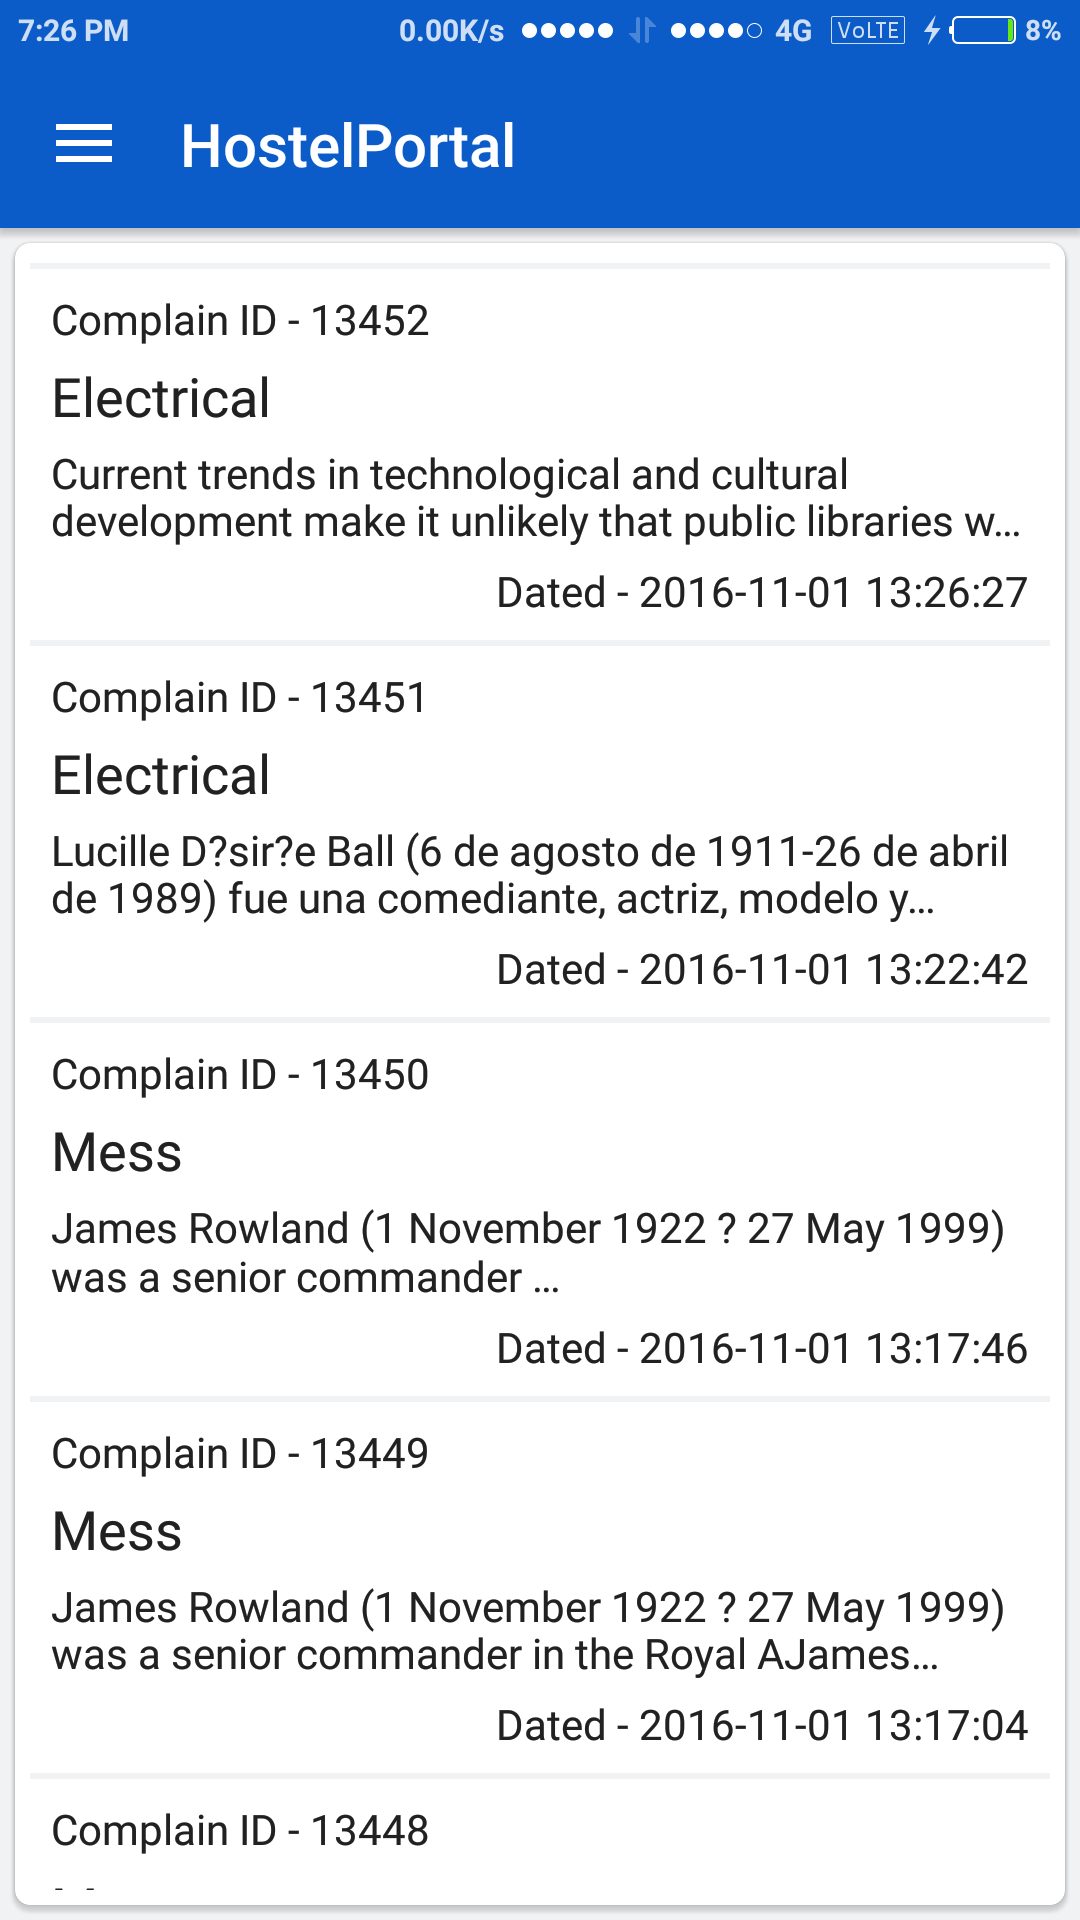 7:26 PM 0.00K/s 4G VoLTE 8%
HostelPortal
Complain ID - 13452
Electrical
Current trends in technological and cultural
development make it unlikely that public libraries w...
Dated - 2016-11-01 13:26:27
Complain ID - 13451
Electrical
Lucille D?sir?e Ball (6 de agosto de 1911-26 de abril
de 1989) fue una comediante, actriz, modelo y...
Dated - 2016-11-01 13:22:42
Complain ID - 13450
Mess
James Rowland (1 November 1922 ? 27 May 1999)
was a senior commander ...
Dated - 2016-11-01 13:17:46
Complain ID - 13449
Mess
James Rowland (1 November 1922 ? 27 May 1999)
was a senior commander in the Royal AJames...
Dated - 2016-11-01 13:17:04
Complain ID - 13448